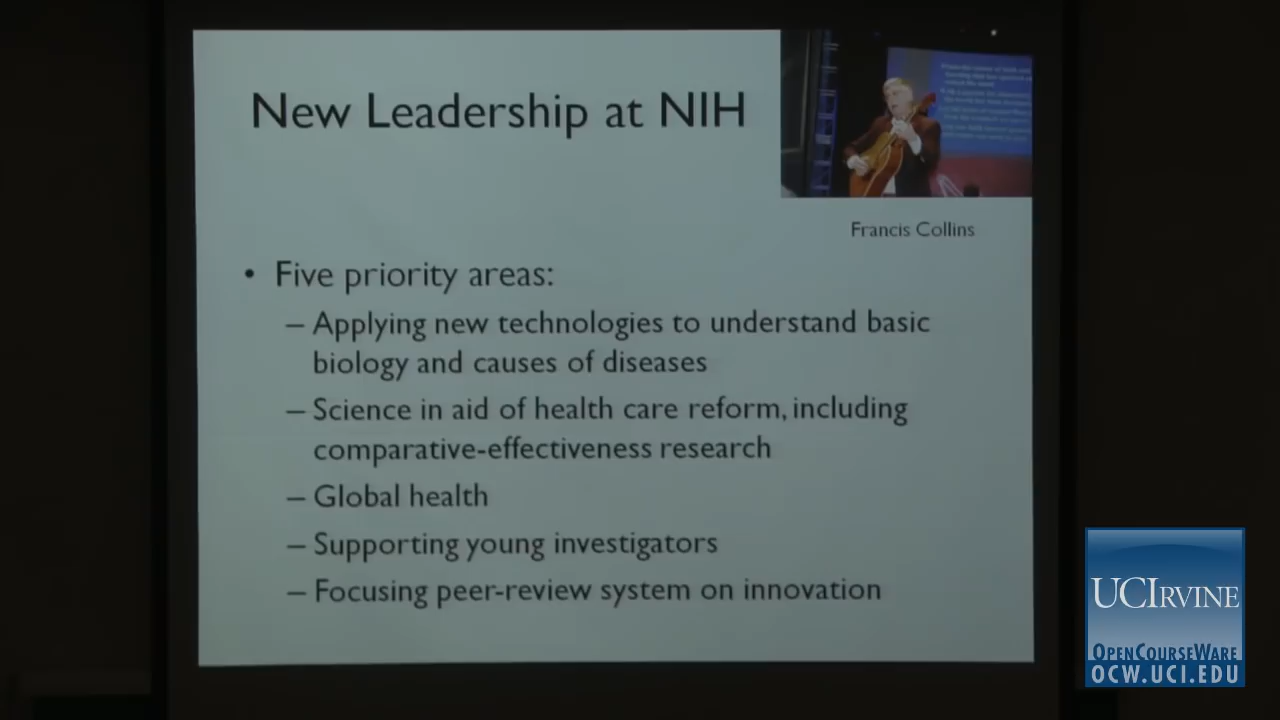 New Leadership at NIH
Francis Collins
• Five priority areas:
– Applying new technologies to understand basic
biology and causes of diseases
– Science in aid of health care reform, including
comparative-effectiveness research
– Global health
– Supporting young investigators
– Focusing peer-review system on innovation
UCIRVINE
OPENCOURSEWARE
OCW.UCI.EDU